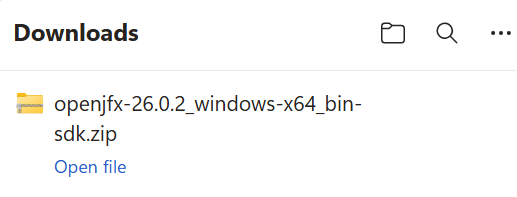 Downloads
openjfx-26.0.2_windows-x64_bin-
sdk.zip
Open file